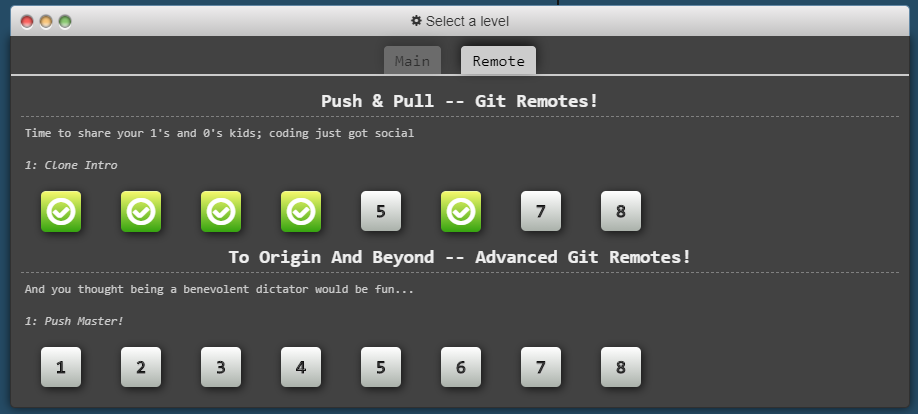 Select a level
Main Remote
Push & Pull -- Git Remotes!
Time to share your 1's and 0's kids; coding just got social
1: Clone Intro
5 7 8
To Origin And Beyond -- Advanced Git Remotes!
And you thought being a benevolent dictator would be fun...
1: Push Master!
1 2 3 4 5 6 7 8